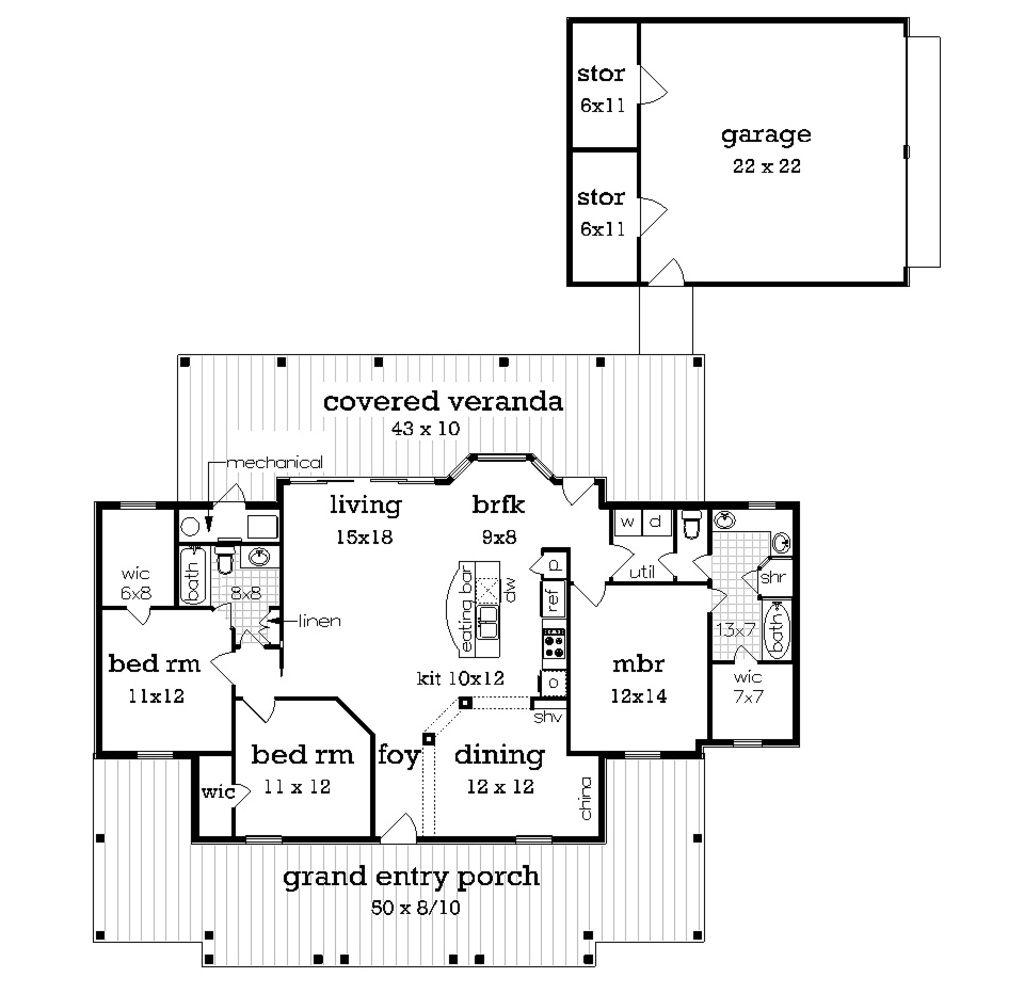 stor
6x11
garage
22 x 22
stor
6x11
covered veranda
43 x 10
mechanical
living
15x18
brfk
9x8
w d
util
wic
6x8
bath
8x8
linen
eating bar
dw
p
ref
o
kit 10x12
shr
bath
13x7
wic
7x7
bed rm
11x12
mbr
12x14
shv
bed rm
11 x 12
foy
dining
12 x 12
china
wic
grand entry porch
50 x 8/10